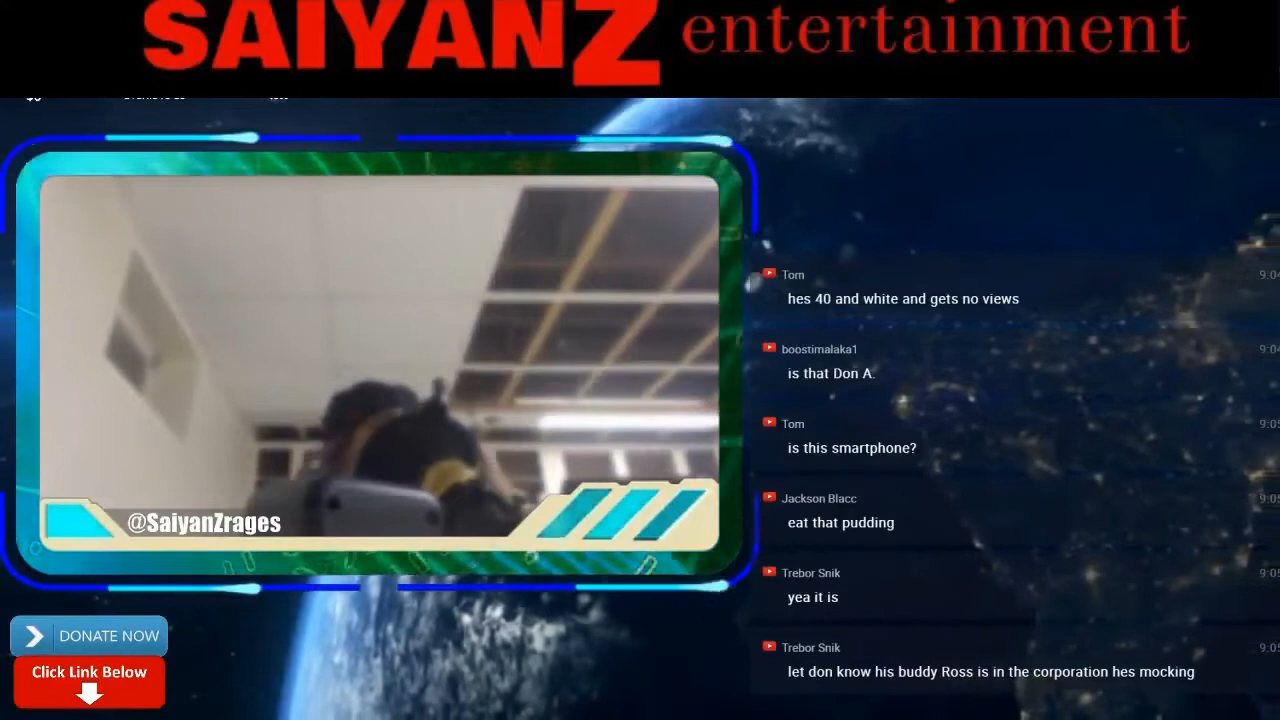 SAIYANZ entertainment
Tom
hes 40 and white and gets no views
boostimalaka1
is that Don A.
Tom
is this smartphone?
Jackson Blacc
eat that pudding
Trebor Snik
yea it is
Trebor Snik
let don know his buddy Ross is in the corporation hes mocking
@SaiyanZrages
DONATE NOW
Click Link Below